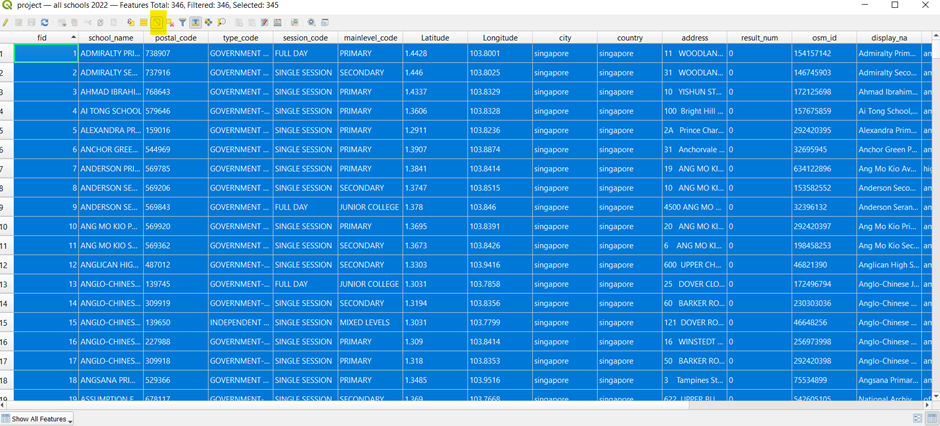 project — all schools 2022 — Features Total: 346, Filtered: 346, Selected: 345
fid school_name postal_code type_code session_code mainlevel_code Latitude Longitude city country address result_num osm_id display_na
1 1 ADMIRALTY PRI... 738907 GOVERNMENT ... FULL DAY PRIMARY 1.4428 103.8001 singapore singapore 11 WOODLAN... 0 154157142 Admiralty Prim... am
2 2 ADMIRALTY SE... 737916 GOVERNMENT ... SINGLE SESSION SECONDARY 1.446 103.8025 singapore singapore 31 WOODLAN... 0 146745903 Admiralty Seco... am
3 3 AHMAD IBRAHI... 768643 GOVERNMENT ... SINGLE SESSION PRIMARY 1.4337 103.8329 singapore singapore 10 YISHUN ST... 0 172125698 Ahmad Ibrahim... am
4 4 AI TONG SCHOOL 579646 GOVERNMENT-... SINGLE SESSION PRIMARY 1.3606 103.8328 singapore singapore 100 Bright Hill ... 0 157675859 Ai Tong School,... am
5 5 ALEXANDRA PR... 159016 GOVERNMENT ... SINGLE SESSION PRIMARY 1.2911 103.8236 singapore singapore 2A Prince Char... 0 292420395 Alexandra Prim... am
6 6 ANCHOR GREE... 544969 GOVERNMENT ... SINGLE SESSION PRIMARY 1.3907 103.8874 singapore singapore 31 Anchorvale ... 0 32695945 Anchor Green P... am
7 7 ANDERSON PRI... 569785 GOVERNMENT ... SINGLE SESSION PRIMARY 1.3841 103.8414 singapore singapore 19 ANG MO KI... 0 634122896 Ang Mo Kio Av... hig
8 8 ANDERSON SE... 569206 GOVERNMENT ... SINGLE SESSION SECONDARY 1.3747 103.8515 singapore singapore 10 ANG MO KI... 0 153582552 Anderson Seco... am
9 9 ANDERSON SE... 568943 GOVERNMENT ... FULL DAY JUNIOR COLLEGE 1.378 103.846 singapore singapore 4500 ANG MO ... 0 32396132 Anderson Seran... am
10 10 ANG MO KIO P... 569920 GOVERNMENT ... SINGLE SESSION PRIMARY 1.3695 103.8391 singapore singapore 20 ANG MO KI... 0 292420397 Ang Mo Kio Pri... am
11 11 ANG MO KIO S... 569362 GOVERNMENT ... SINGLE SESSION SECONDARY 1.3673 103.8426 singapore singapore 6 ANG MO KI... 0 198458253 Ang Mo Kio Sec... am
12 12 ANGLICAN HIG... 487012 GOVERNMENT-... SINGLE SESSION SECONDARY 1.3303 103.9416 singapore singapore 600 UPPER CH... 0 46821390 Anglican High S... am
13 13 ANGLO-CHINES... 139745 GOVERNMENT-... FULL DAY JUNIOR COLLEGE 1.3031 103.7858 singapore singapore 25 DOVER CLO... 0 172496794 Anglo-Chinese J... am
14 14 ANGLO-CHINES... 309919 GOVERNMENT-... SINGLE SESSION SECONDARY 1.3194 103.8356 singapore singapore 60 BARKER RO... 0 230303036 Anglo-Chinese ... am
15 15 ANGLO-CHINES... 139650 INDEPENDENT ... SINGLE SESSION MIXED LEVELS 1.3031 103.7799 singapore singapore 121 DOVER RO... 0 46648256 Anglo-Chinese ... am
16 16 ANGLO-CHINES... 227988 GOVERNMENT-... SINGLE SESSION PRIMARY 1.309 103.8414 singapore singapore 16 WINSTEDT ... 0 256973998 Anglo-Chinese ... am
17 17 ANGLO-CHINES... 309918 GOVERNMENT-... SINGLE SESSION PRIMARY 1.318 103.8353 singapore singapore 50 BARKER RO... 0 292420398 Anglo-Chinese ... am
18 18 ANGSANA PRI... 529366 GOVERNMENT ... SINGLE SESSION PRIMARY 1.3485 103.9516 singapore singapore 3 Tampines St... 0 75534899 Angsana Primar... am
19 19 ASSUMPTION E... 678117 GOVERNMENT-... SINGLE SESSION SECONDARY 1.369 103.7668 singapore singapore 622 UPPER BU... 0 542605105 National Archiv... of
Show All Features